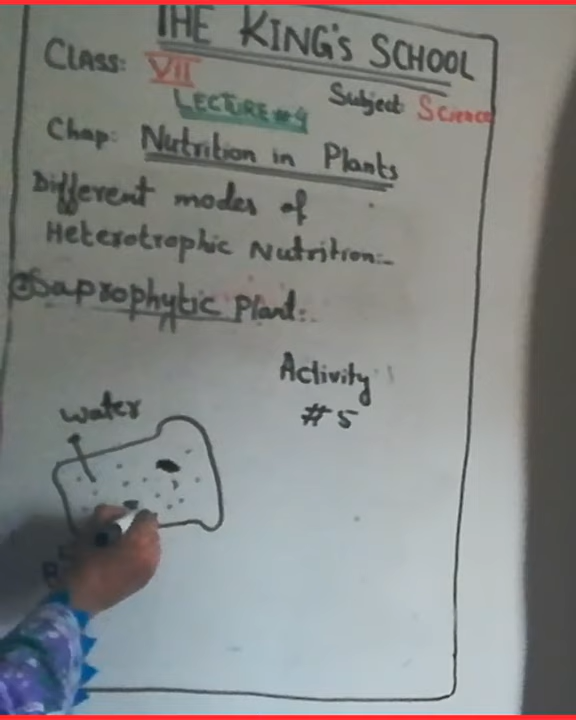 THE KING'S SCHOOL
CLASS: VII
Subject Science
LECTURE #4
Chap: Nutrition in Plants
Different modes of
Heterotrophic Nutrition:-
Saprophytic Plant:-
Activity
# 5
water